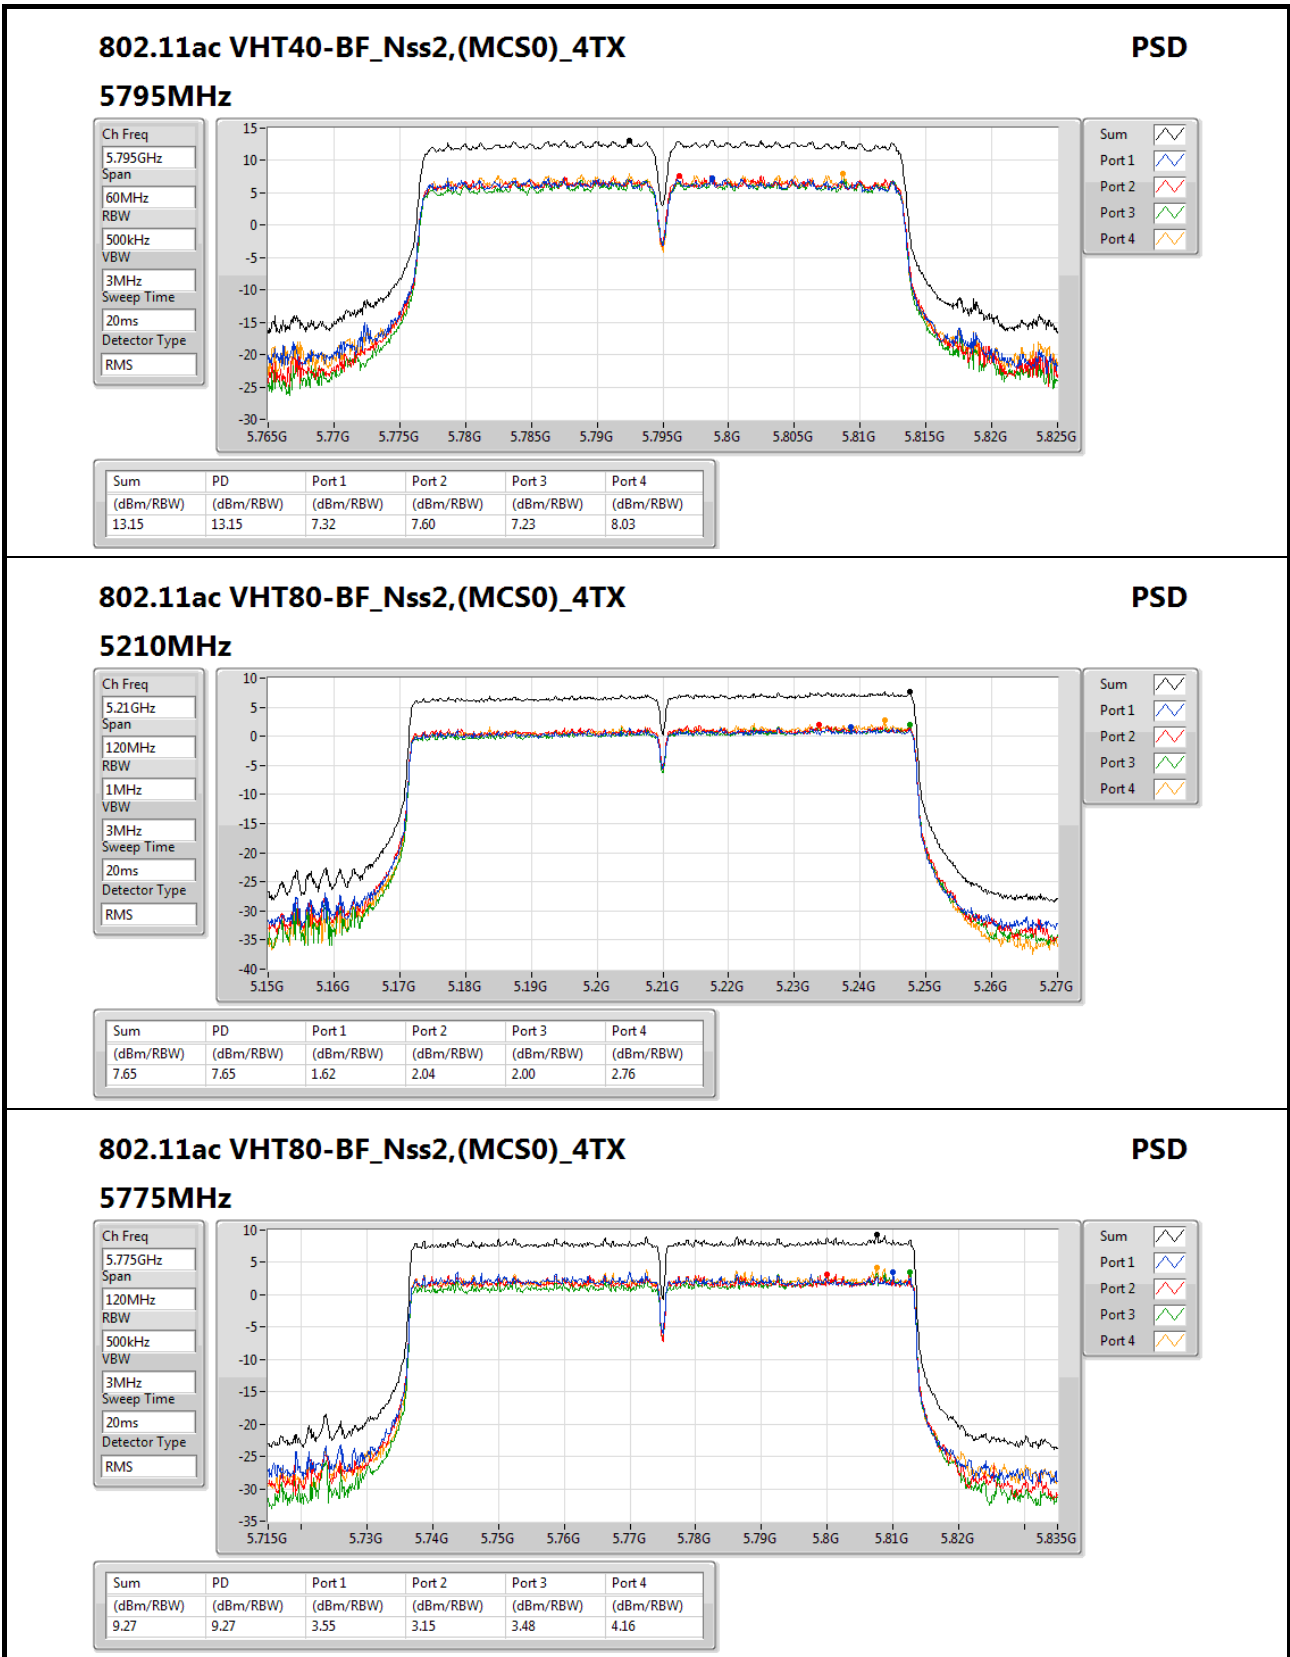 802.11ac VHT40-BF_Nss2,(MCS0)_4TX PSD
5795MHz
Ch Freq
5.795GHz
Span
60MHz
RBW
500kHz
VBW
3MHz
Sweep Time
20ms
Detector Type
RMS
15
10
5
0
-5
-10
-15
-20
-25
-30
5.765G 5.77G 5.775G 5.78G 5.785G 5.79G 5.795G 5.8G 5.805G 5.81G 5.815G 5.82G 5.825G
Sum
Port 1
Port 2
Port 3
Port 4
Sum PD Port 1 Port 2 Port 3 Port 4
(dBm/RBW) (dBm/RBW) (dBm/RBW) (dBm/RBW) (dBm/RBW) (dBm/RBW)
13.15 13.15 7.32 7.60 7.23 8.03
802.11ac VHT80-BF_Nss2,(MCS0)_4TX PSD
5210MHz
Ch Freq
5.21GHz
Span
120MHz
RBW
1MHz
VBW
3MHz
Sweep Time
20ms
Detector Type
RMS
10
5
0
-5
-10
-15
-20
-25
-30
-35
-40
5.15G 5.16G 5.17G 5.18G 5.19G 5.2G 5.21G 5.22G 5.23G 5.24G 5.25G 5.26G 5.27G
Sum
Port 1
Port 2
Port 3
Port 4
Sum PD Port 1 Port 2 Port 3 Port 4
(dBm/RBW) (dBm/RBW) (dBm/RBW) (dBm/RBW) (dBm/RBW) (dBm/RBW)
7.65 7.65 1.62 2.04 2.00 2.76
802.11ac VHT80-BF_Nss2,(MCS0)_4TX PSD
5775MHz
Ch Freq
5.775GHz
Span
120MHz
RBW
500kHz
VBW
3MHz
Sweep Time
20ms
Detector Type
RMS
10
5
0
-5
-10
-15
-20
-25
-30
-35
5.715G 5.73G 5.74G 5.75G 5.76G 5.77G 5.78G 5.79G 5.8G 5.81G 5.82G 5.835G
Sum
Port 1
Port 2
Port 3
Port 4
Sum PD Port 1 Port 2 Port 3 Port 4
(dBm/RBW) (dBm/RBW) (dBm/RBW) (dBm/RBW) (dBm/RBW) (dBm/RBW)
9.27 9.27 3.55 3.15 3.48 4.16